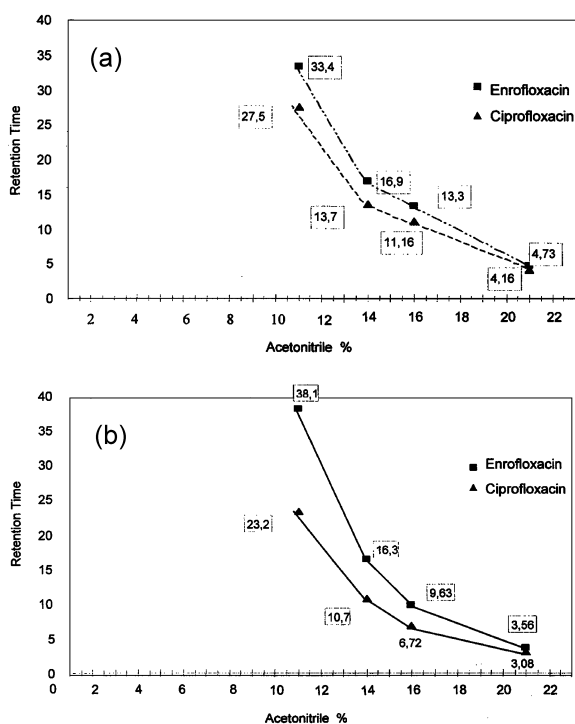 (a)
Retention Time
40
35
30
25
20
15
10
5
0
33,4
27,5
16,9
13,7
13,3
11,16
4,73
4,16
Enrofloxacin
Ciprofloxacin
2 4 6 8 10 12 14 16 18 20 22
Acetonitrile %
(b)
Retention Time
40
35
30
25
20
15
10
5
0
38,1
23,2
16,3
10,7
9,63
6,72
3,56
3,08
Enrofloxacin
Ciprofloxacin
0 2 4 6 8 10 12 14 16 18 20 22
Acetonitrile %